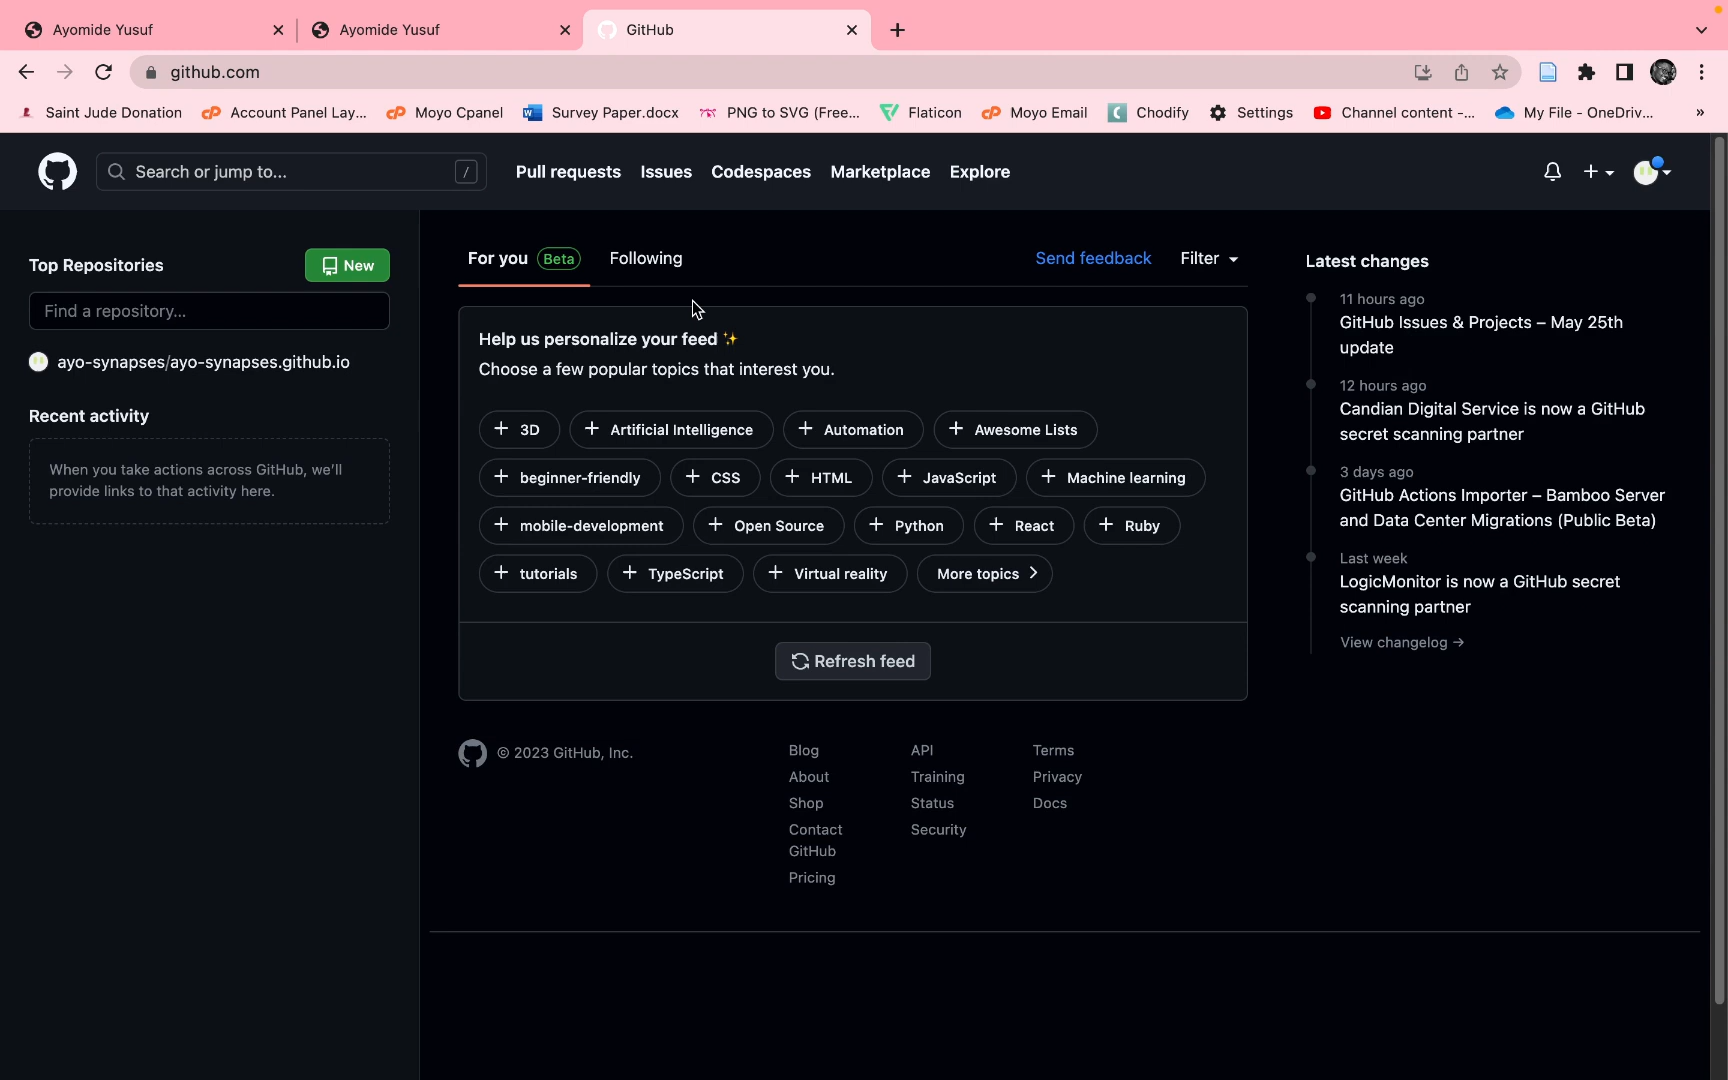 Ayomide Yusuf
Ayomide Yusuf
GitHub
github.com
Saint Jude Donation
Account Panel Lay...
Moyo Cpanel
Survey Paper.docx
PNG to SVG (Free...
Flaticon
Moyo Email
Chodify
Settings
Channel content -...
My File - OneDriv...
»
Search or jump to...
/
Pull requests
Issues
Codespaces
Marketplace
Explore
Top Repositories
New
Find a repository...
ayo-synapses/ayo-synapses.github.io
Recent activity
When you take actions across GitHub, we'll
provide links to that activity here.
For you Beta
Following
Send feedback
Filter
Help us personalize your feed ✨
Choose a few popular topics that interest you.
+ 3D
+ Artificial Intelligence
+ Automation
+ Awesome Lists
+ beginner-friendly
+ CSS
+ HTML
+ JavaScript
+ Machine learning
+ mobile-development
+ Open Source
+ Python
+ React
+ Ruby
+ tutorials
+ TypeScript
+ Virtual reality
More topics >
Refresh feed
Latest changes
11 hours ago
GitHub Issues & Projects – May 25th
update
12 hours ago
Candian Digital Service is now a GitHub
secret scanning partner
3 days ago
GitHub Actions Importer – Bamboo Server
and Data Center Migrations (Public Beta)
Last week
LogicMonitor is now a GitHub secret
scanning partner
View changelog →
© 2023 GitHub, Inc.
Blog
About
Shop
Contact
GitHub
Pricing
API
Training
Status
Security
Terms
Privacy
Docs